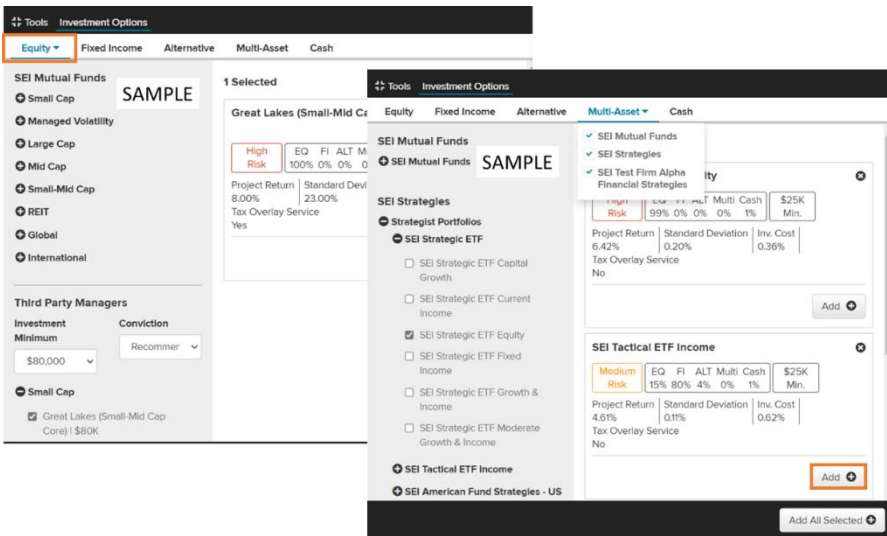 Tools Investment Options
Equity Fixed Income Alternative Multi-Asset Cash
SEI Mutual Funds
SAMPLE
Small Cap
Managed Volatility
Large Cap
Mid Cap
Small-Mid Cap
REIT
Global
International
Third Party Managers
Investment Minimum
Conviction
$80,000
Recommer
Small Cap
Great Lakes (Small-Mid Cap
Core) | $80K
1 Selected
Great Lakes (Small-Mid Ca
High
Risk
EQ FI ALT M
100% 0% 0% 0
Project Return Standard Devi
8.00% 23.00%
Tax Overlay Service
Yes
Tools Investment Options
Equity Fixed Income Alternative Multi-Asset Cash
SEI Mutual Funds
SEI Strategies
SEI Test Firm Alpha
Financial Strategies
SEI Mutual Funds
SEI Mutual Funds
SAMPLE
SEI Strategies
Strategist Portfolios
SEI Strategic ETF
SEI Strategic ETF Capital
Growth
SEI Strategic ETF Current
Income
SEI Strategic ETF Equity
SEI Strategic ETF Fixed
Income
SEI Strategic ETF Growth &
Income
SEI Strategic ETF Moderate
Growth & Income
SEI Tactical ETF Income
SEI American Fund Strategies - US
ity
Risk
Multi Cash
99% 0% 0% 0% 1%
$25K
Min.
Project Return Standard Deviation Inv. Cost
6.42% 0.20% 0.36%
Tax Overlay Service
No
Add
SEI Tactical ETF Income
Medium
Risk
EQ FI ALT Multi Cash
15% 80% 4% 0% 1%
$25K
Min.
Project Return Standard Deviation Inv. Cost
4.61% 0.11% 0.62%
Tax Overlay Service
No
Add
Add All Selected